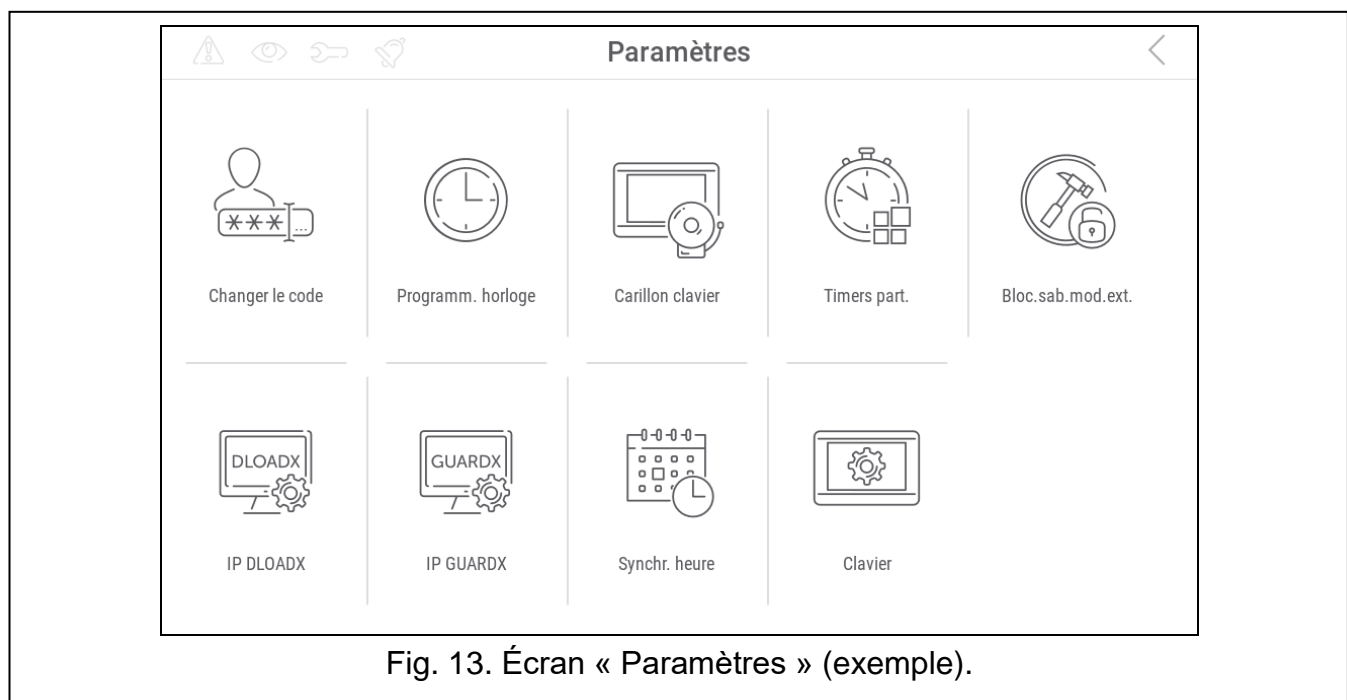 Paramètres
***...
Changer le code
Programm. horloge
Carillon clavier
Timers part.
Bloc.sab.mod.ext.
DLOADX
GUARDX
IP DLOADX
IP GUARDX
Synchr. heure
Clavier
Fig. 13. Écran « Paramètres » (exemple).